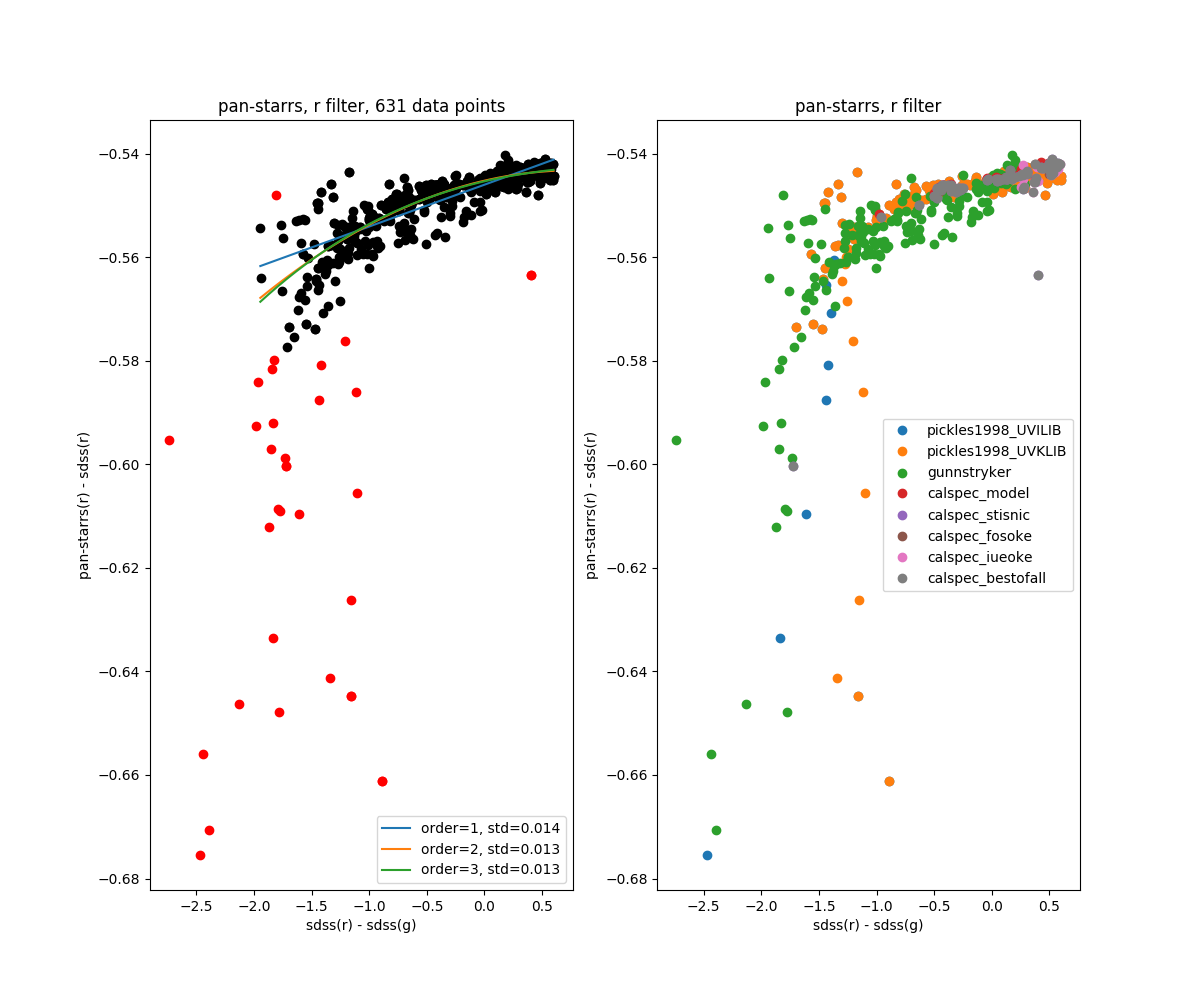 pan-starrs, r filter, 631 data points
−0.54
−0.56
−0.58
−0.60
−0.62
−0.64
−0.66
−0.68
pan-starrs(r) - sdss(r)
−2.5 −2.0 −1.5 −1.0 −0.5 0.0 0.5
sdss(r) - sdss(g)
order=1, std=0.014
order=2, std=0.013
order=3, std=0.013
pan-starrs, r filter
−0.54
−0.56
−0.58
−0.60
−0.62
−0.64
−0.66
−0.68
pan-starrs(r) - sdss(r)
−2.5 −2.0 −1.5 −1.0 −0.5 0.0 0.5
sdss(r) - sdss(g)
pickles1998_UVILIB
pickles1998_UVKLIB
gunnstryker
calspec_model
calspec_stisnic
calspec_fosoke
calspec_iueoke
calspec_bestofall